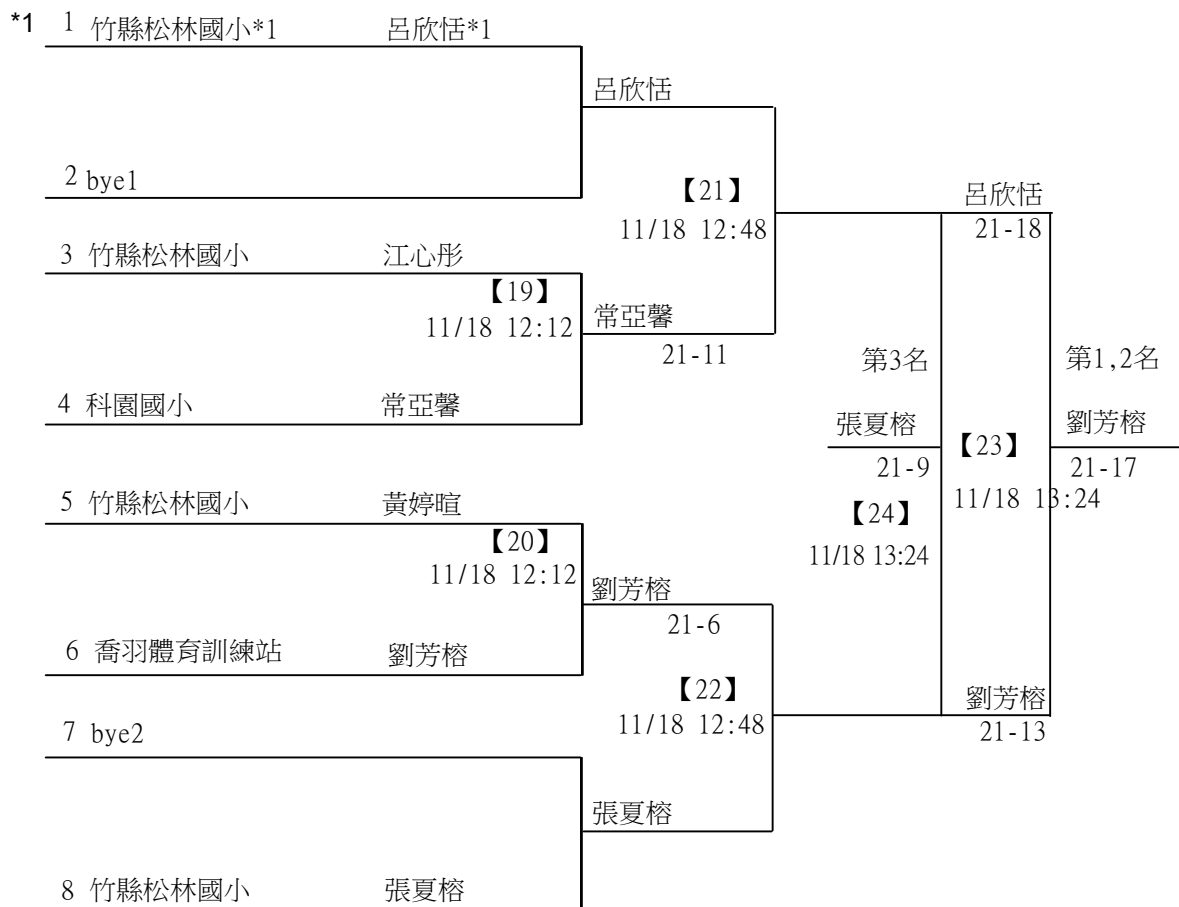 *1 1 竹縣松林國小*1 呂欣恬*1
呂欣恬
2 bye1
【21】
11/18 12:48
呂欣恬
21-18
3 竹縣松林國小 江心彤
【19】
11/18 12:12
常亞馨
21-11
4 科園國小 常亞馨
第3名
第1,2名
張夏榕
21-9
【24】
11/18 13:24
【23】
11/18 13:24
劉芳榕
21-17
5 竹縣松林國小 黃婷暄
【20】
11/18 12:12
劉芳榕
21-6
6 喬羽體育訓練站 劉芳榕
【22】
11/18 12:48
劉芳榕
21-13
7 bye2
張夏榕
8 竹縣松林國小 張夏榕